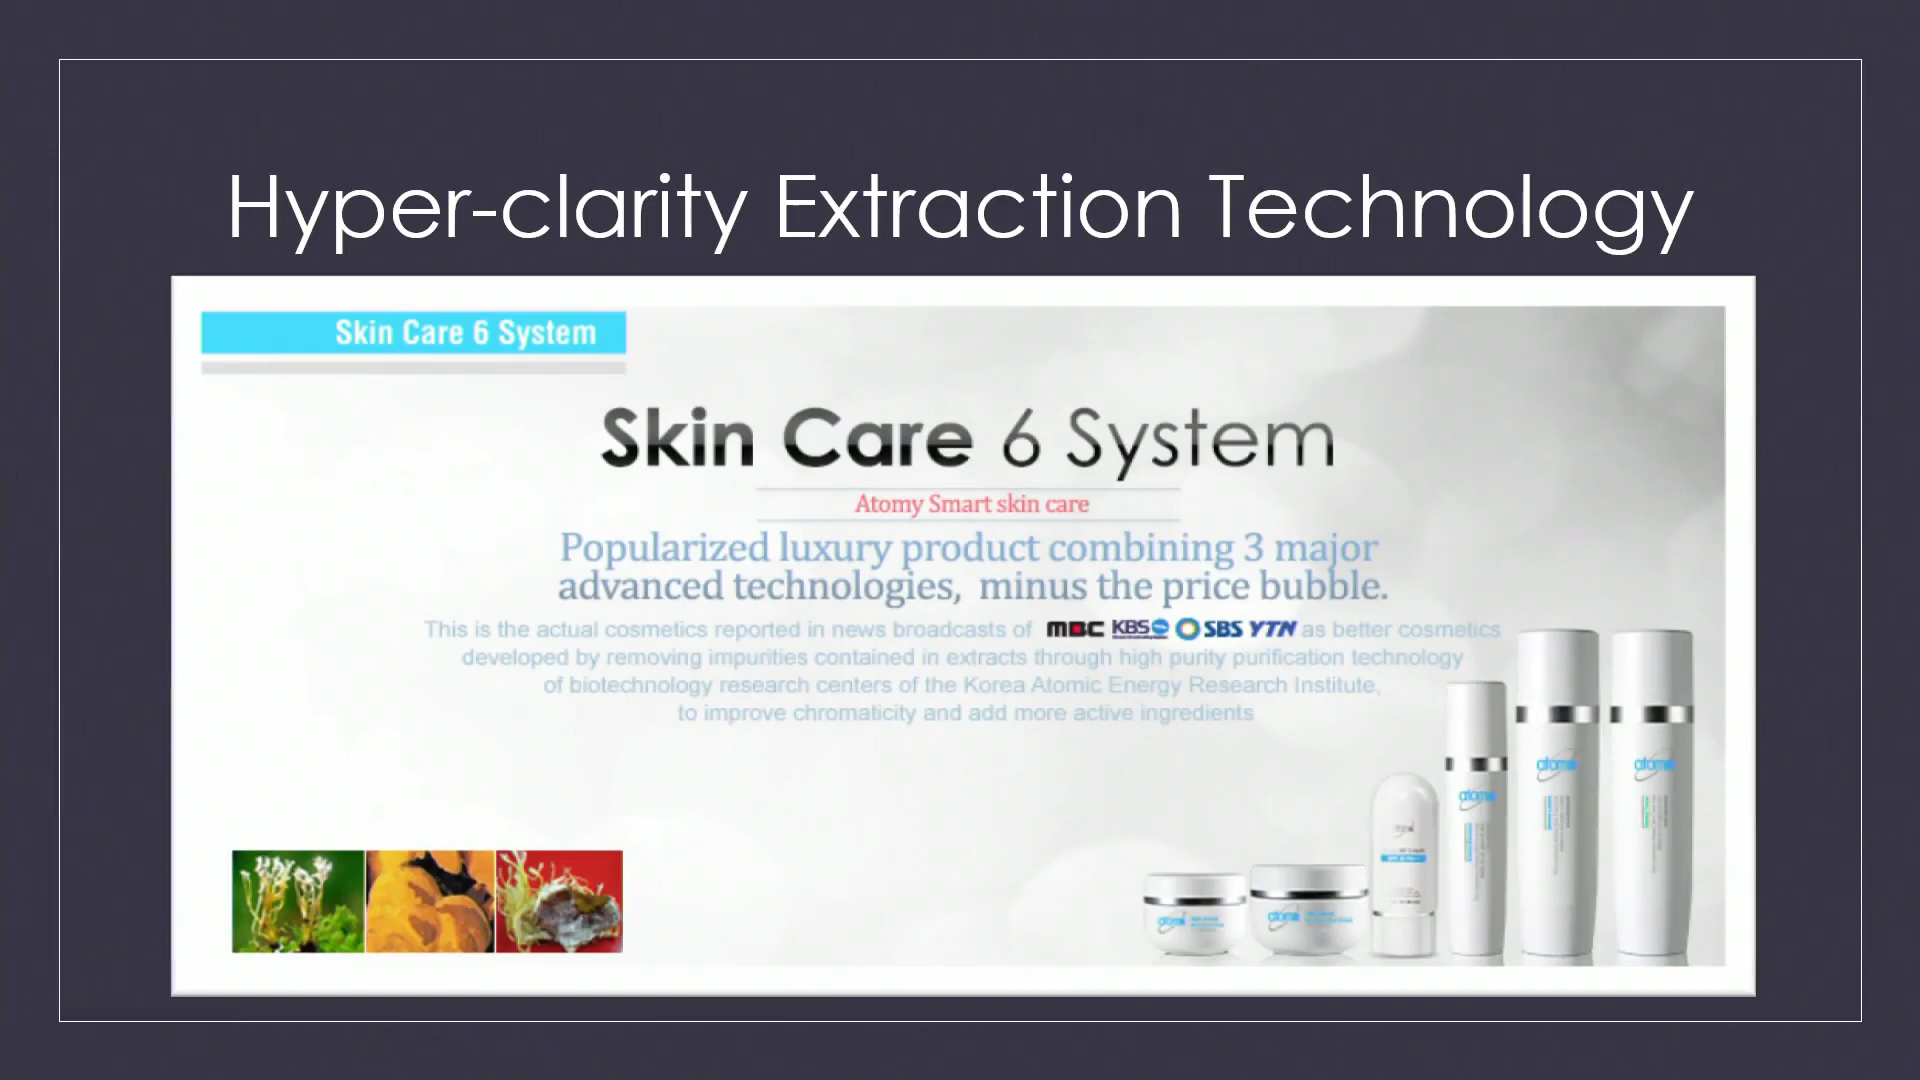 Hyper-clarity Extraction Technology
Skin Care 6 System
Skin Care 6 System
Atomy Smart skin care
Popularized luxury product combining 3 major
advanced technologies, minus the price bubble.
This is the actual cosmetics reported in news broadcasts of MBC KBS SBS YTN as better cosmetics
developed by removing impurities contained in extracts through high purity purification technology
of biotechnology research centers of the Korea Atomic Energy Research Institute,
to improve chromaticity and add more active ingredients